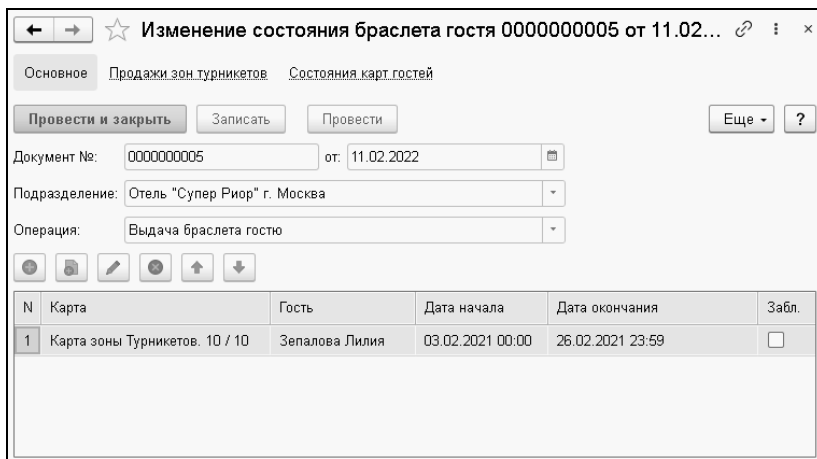 Изменение состояния браслета гостя 0000000005 от 11.02...
Основное Продажи зон турникетов Состояния карт гостей
Провести и закрыть Записать Провести Еще ?
Документ №: 0000000005 от: 11.02.2022
Подразделение: Отель "Супер Риор" г. Москва
Операция: Выдача браслета гостю
N Карта Гость Дата начала Дата окончания Забл.
1 Карта зоны Турникетов. 10 / 10 Зепалова Лилия 03.02.2021 00:00 26.02.2021 23:59